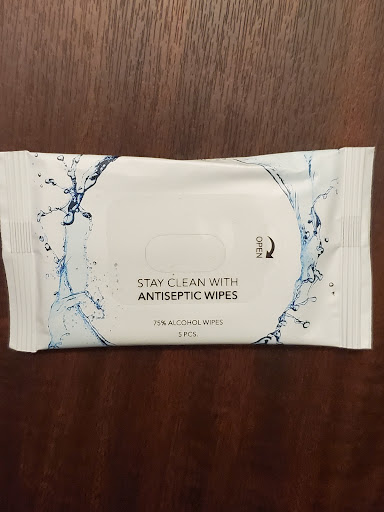 OPEN
STAY CLEAN WITH
ANTISEPTIC WIPES
75% ALCOHOL WIPES
5 PCS.